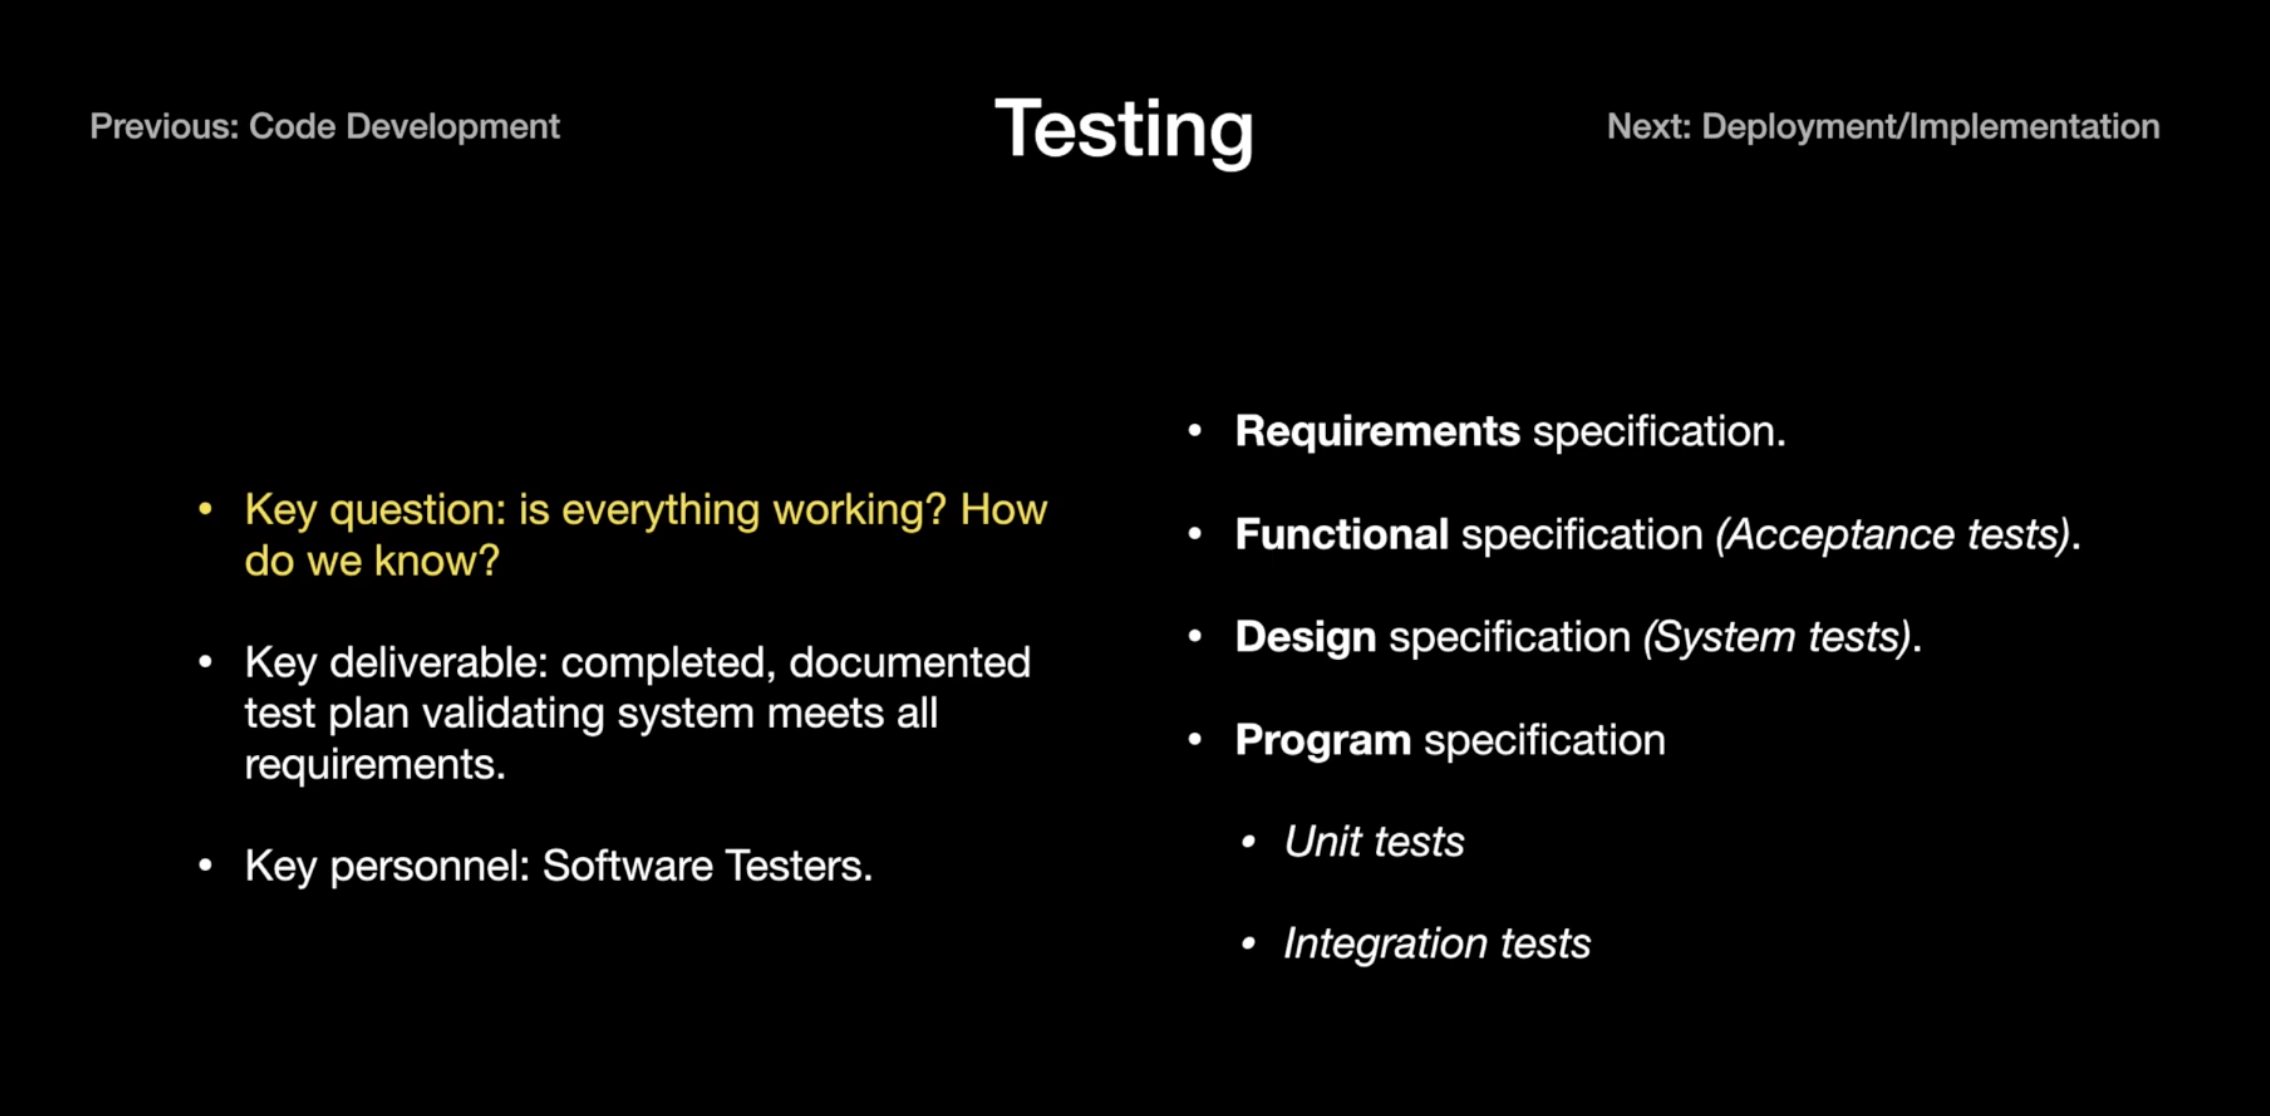 Previous: Code Development
Testing
Next: Deployment/Implementation
• Key question: is everything working? How
do we know?
• Key deliverable: completed, documented
test plan validating system meets all
requirements.
• Key personnel: Software Testers.
• Requirements specification.
• Functional specification (Acceptance tests).
• Design specification (System tests).
• Program specification
• Unit tests
• Integration tests